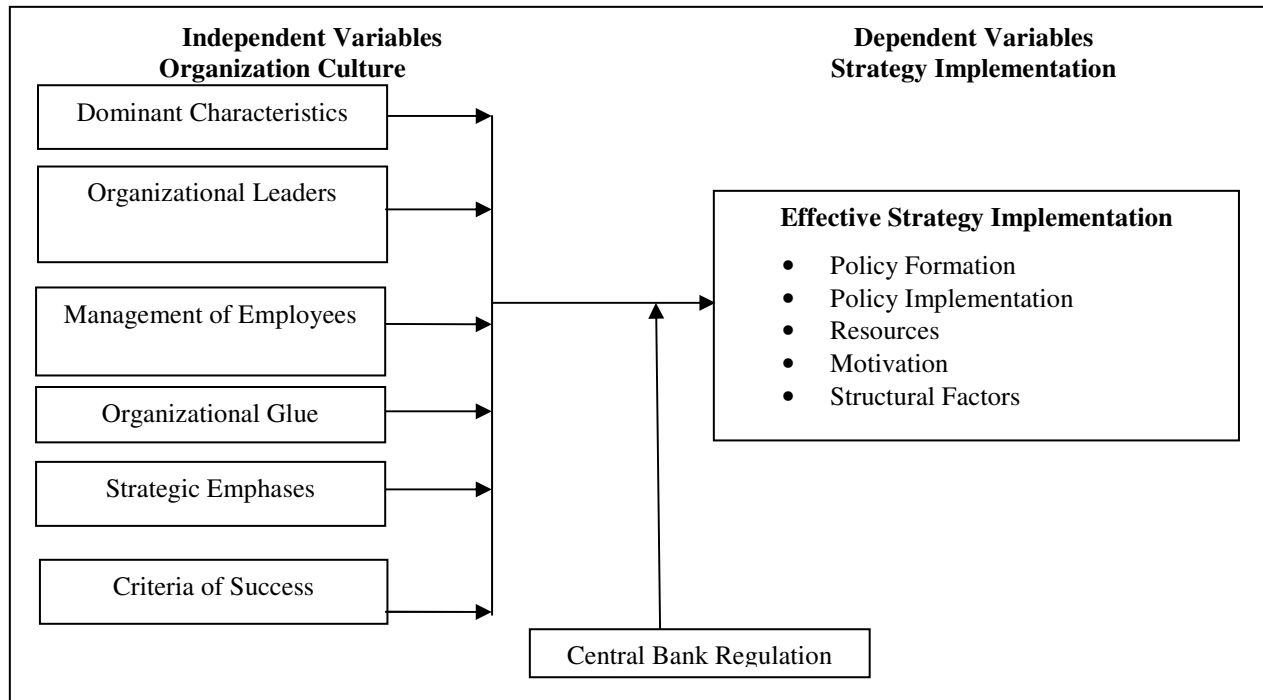 Independent Variables
Organization Culture
Dominant Characteristics
Organizational Leaders
Management of Employees
Organizational Glue
Strategic Emphases
Criteria of Success
Dependent Variables
Strategy Implementation
Effective Strategy Implementation
• Policy Formation
• Policy Implementation
• Resources
• Motivation
• Structural Factors
Central Bank Regulation